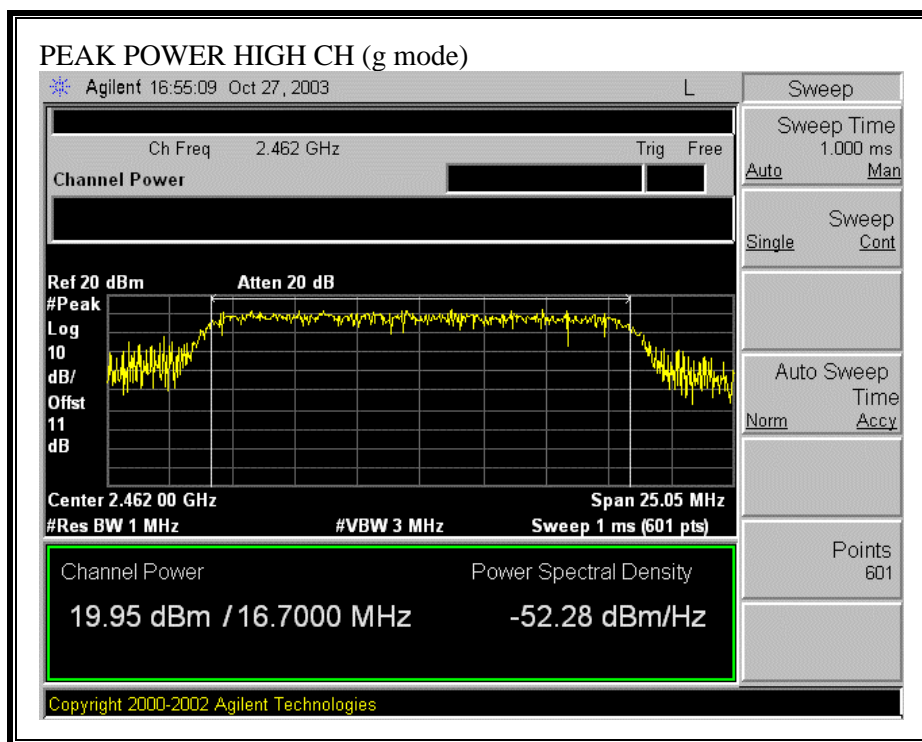 PEAK POWER HIGH CH (g mode)
Agilent 16:55:09 Oct 27, 2003 L
Ch Freq 2.462 GHz Trig Free
Channel Power
Ref 20 dBm Atten 20 dB
#Peak
Log
10
dB/
Offst
11
dB
Center 2.462 00 GHz Span 25.05 MHz
#Res BW 1 MHz #VBW 3 MHz Sweep 1 ms (601 pts)
Channel Power Power Spectral Density
19.95 dBm / 16.7000 MHz -52.28 dBm/Hz
Copyright 2000-2002 Agilent Technologies
Sweep
Sweep Time
1.000 ms
Auto Man
Sweep
Single Cont
Auto Sweep
Time
Norm Accy
Points
601